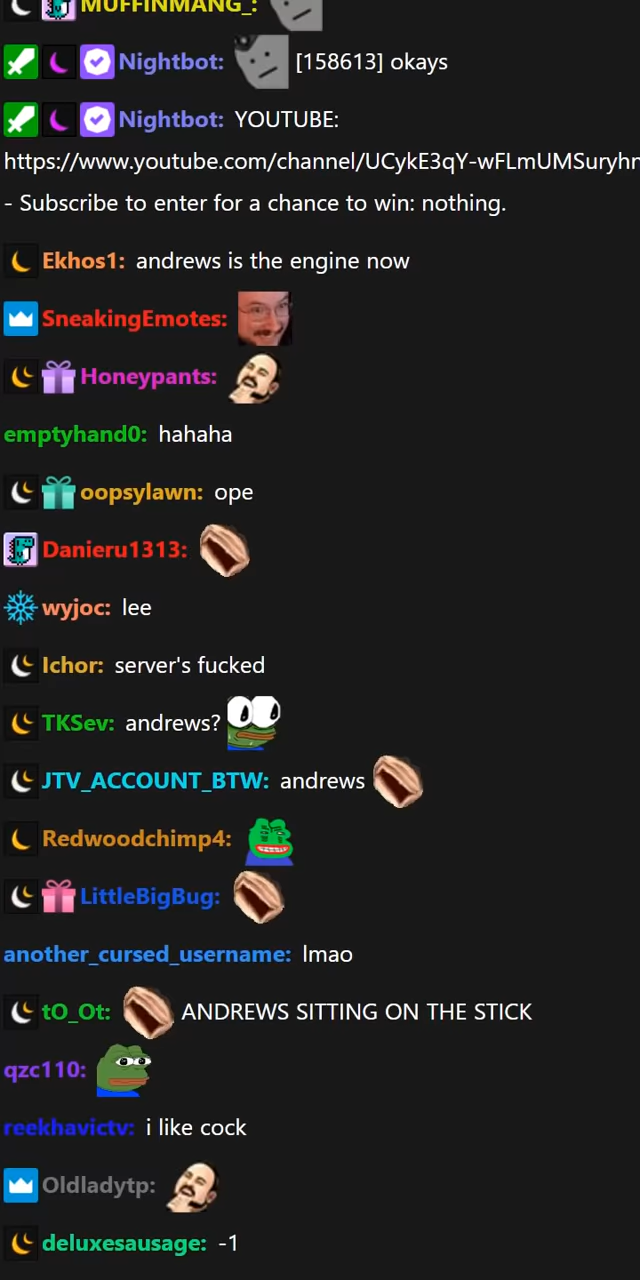 MUFFINMANG_:
Nightbot: [158613] okays
Nightbot: YOUTUBE:
https://www.youtube.com/channel/UCykE3qY-wFLmUMSuryhn
- Subscribe to enter for a chance to win: nothing.
Ekhos1: andrews is the engine now
SneakingEmotes:
Honeypants:
emptyhand0: hahaha
oopsylawn: ope
Danieru1313:
wyjoc: lee
Ichor: server's fucked
TKSev: andrews?
JTV_ACCOUNT_BTW: andrews
Redwoodchimp4:
LittleBigBug:
another_cursed_username: lmao
tO_Ot: ANDREWS SITTING ON THE STICK
qzc110:
reekhavictv: i like cock
Oldladytp:
deluxesausage: -1